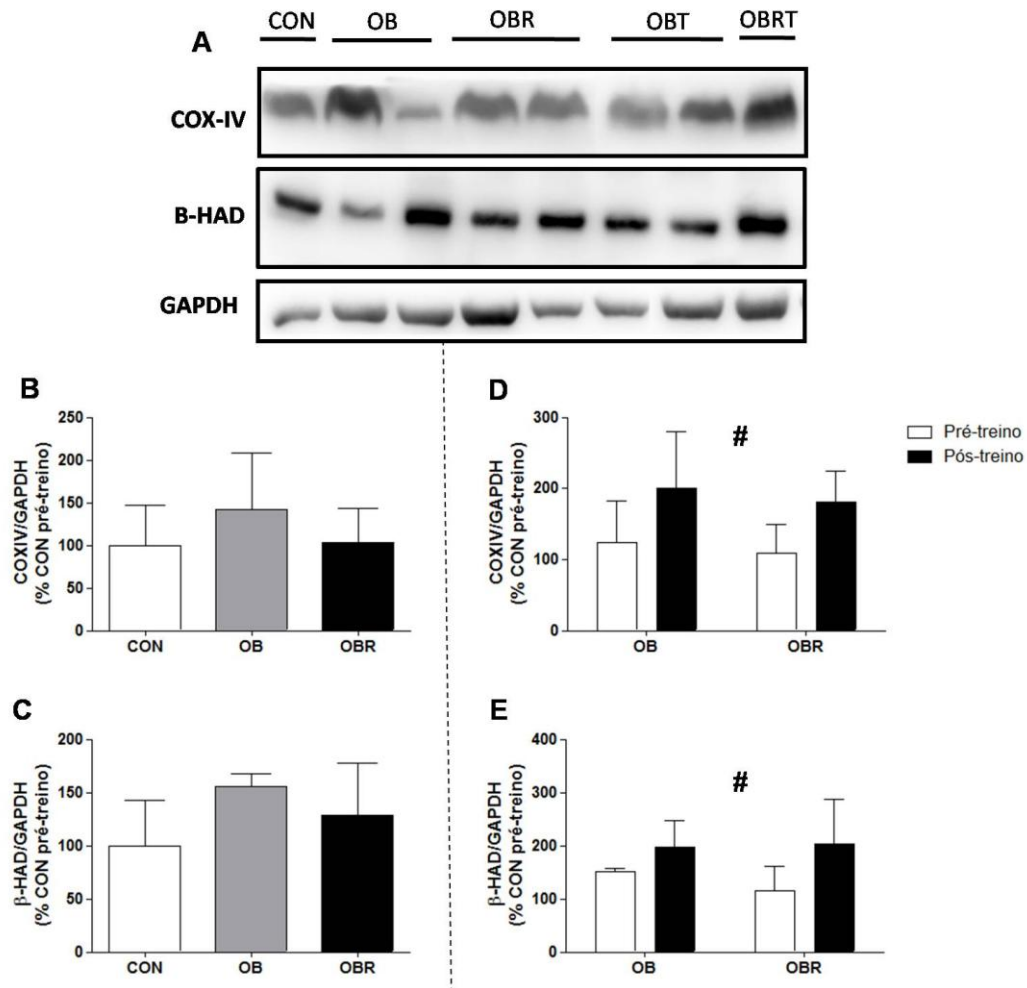 CON OB OBR OBT OBRT
A
COX-IV
B-HAD
GAPDH
B
COXIV/GAPDH
(% CON pré-treino)
250
200
150
100
50
0
CON OB OBR
D
COXIV/GAPDH
(% CON pré-treino)
300
200
100
0
#
OB OBR
Pré-treino
Pós-treino
C
β-HAD/GAPDH
(% CON pré-treino)
200
150
100
50
0
CON OB OBR
E
β-HAD/GAPDH
(% CON pré-treino)
400
300
200
100
0
#
OB OBR